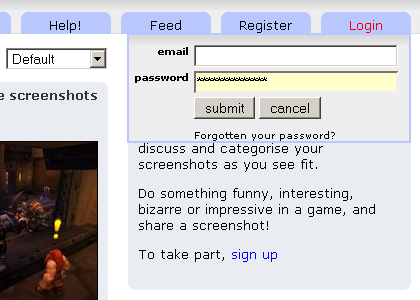 Help!
Feed
Register
Login
Default
email
password
***************
submit
cancel
Forgotten your password?
e screenshots
discuss and categorise your
screenshots as you see fit.
Do something funny, interesting,
bizarre or impressive in a game, and
share a screenshot!
To take part, sign up